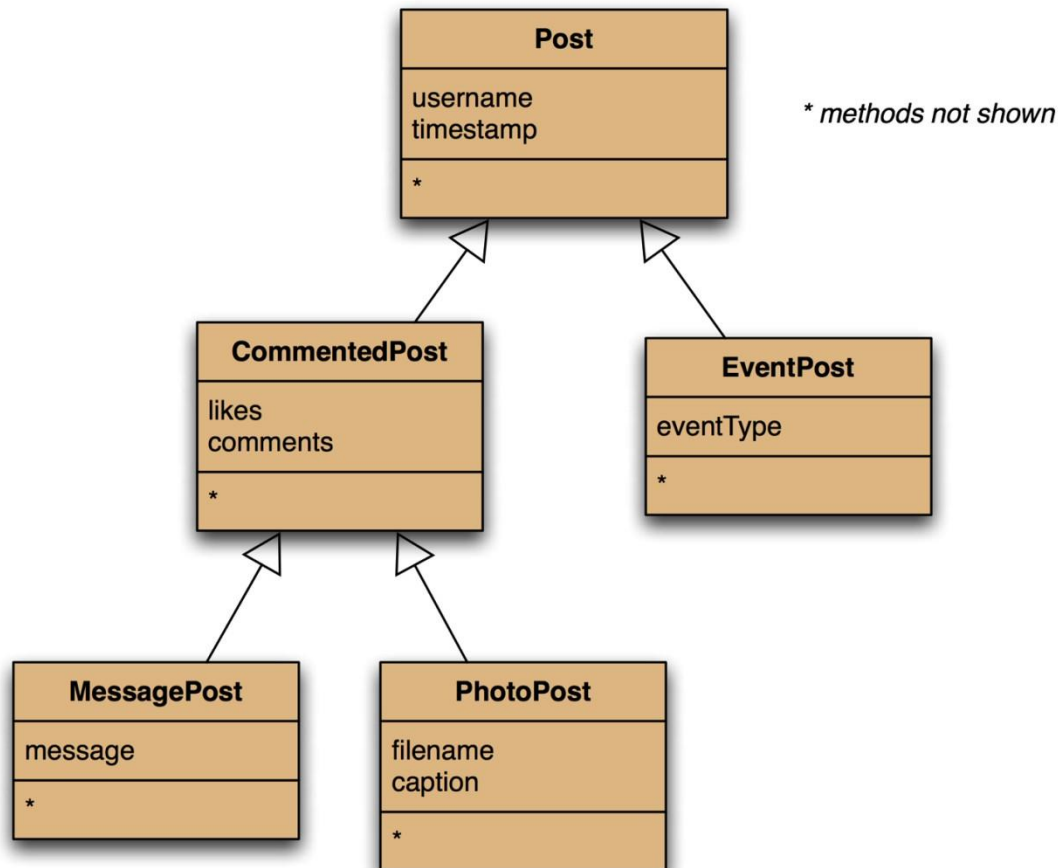 Post
username
timestamp
*
* methods not shown
CommentedPost
likes
comments
*
EventPost
eventType
*
MessagePost
message
*
PhotoPost
filename
caption
*